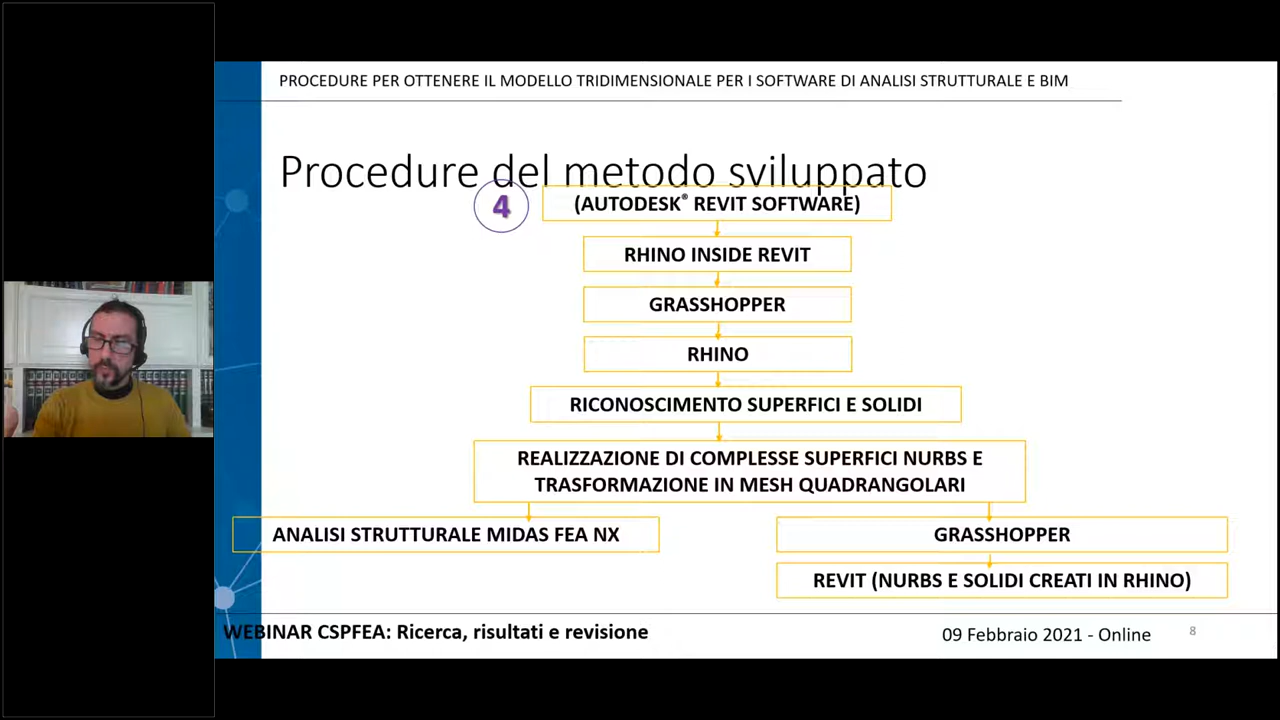 PROCEDURE PER OTTENERE IL MODELLO TRIDIMENSIONALE PER I SOFTWARE DI ANALISI STRUTTURALE E BIM
Procedure del metodo sviluppato
4
(AUTODESK® REVIT SOFTWARE)
RHINO INSIDE REVIT
GRASSHOPPER
RHINO
RICONOSCIMENTO SUPERFICI E SOLIDI
REALIZZAZIONE DI COMPLESSE SUPERFICI NURBS E
TRASFORMAZIONE IN MESH QUADRANGOLARI
ANALISI STRUTTURALE MIDAS FEA NX
GRASSHOPPER
REVIT (NURBS E SOLIDI CREATI IN RHINO)
WEBINAR CSPFEA: Ricerca, risultati e revisione
09 Febbraio 2021 - Online
8